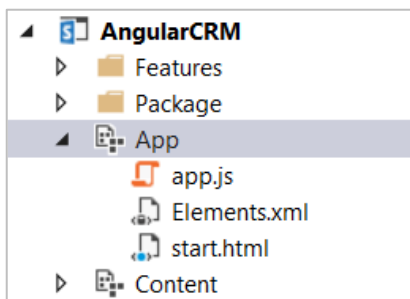 AngularCRM
Features
Package
App
app.js
Elements.xml
start.html
Content